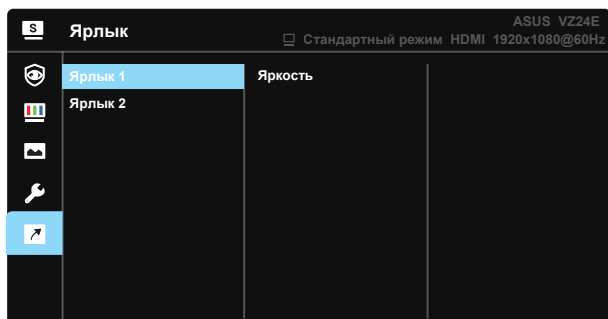 S
Ярлык
ASUS VZ24E
Стандартный режим HDMI 1920x1080@60Hz
Ярлык 1
Яркость
Ярлык 2